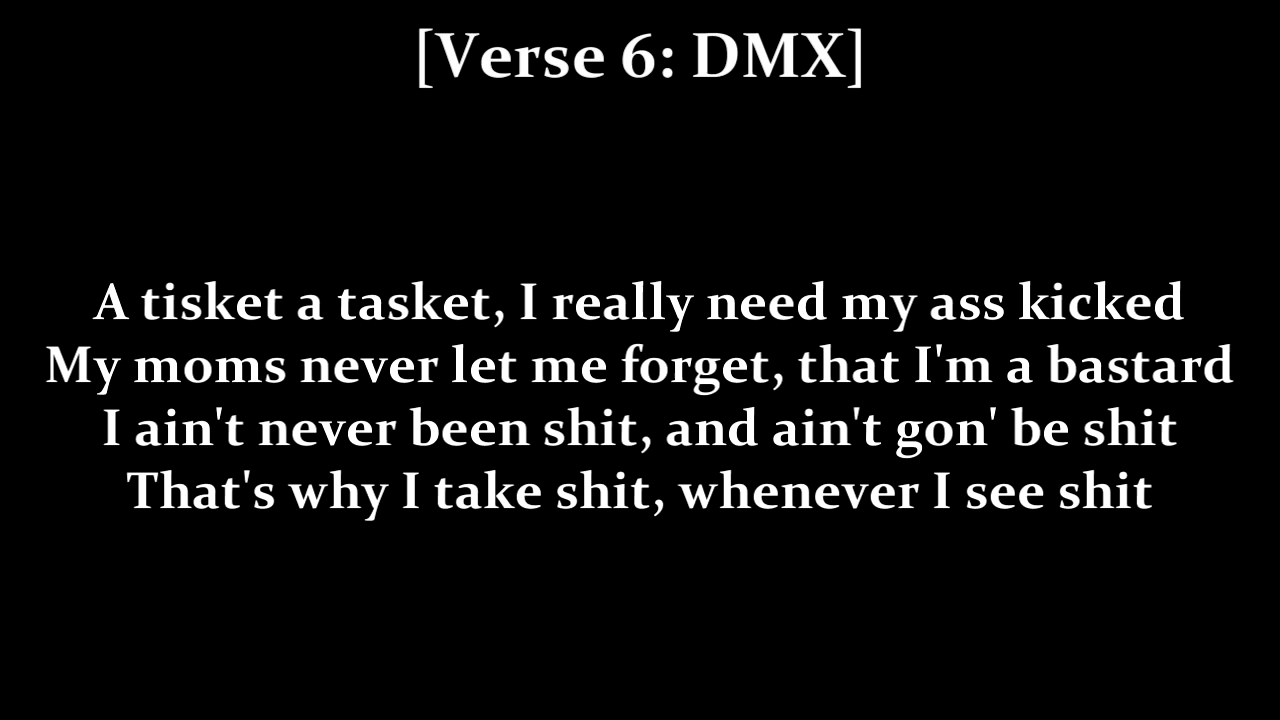 [Verse 6: DMX]
A tisket a tasket, I really need my ass kicked
My moms never let me forget, that I'm a bastard
I ain't never been shit, and ain't gon' be shit
That's why I take shit, whenever I see shit